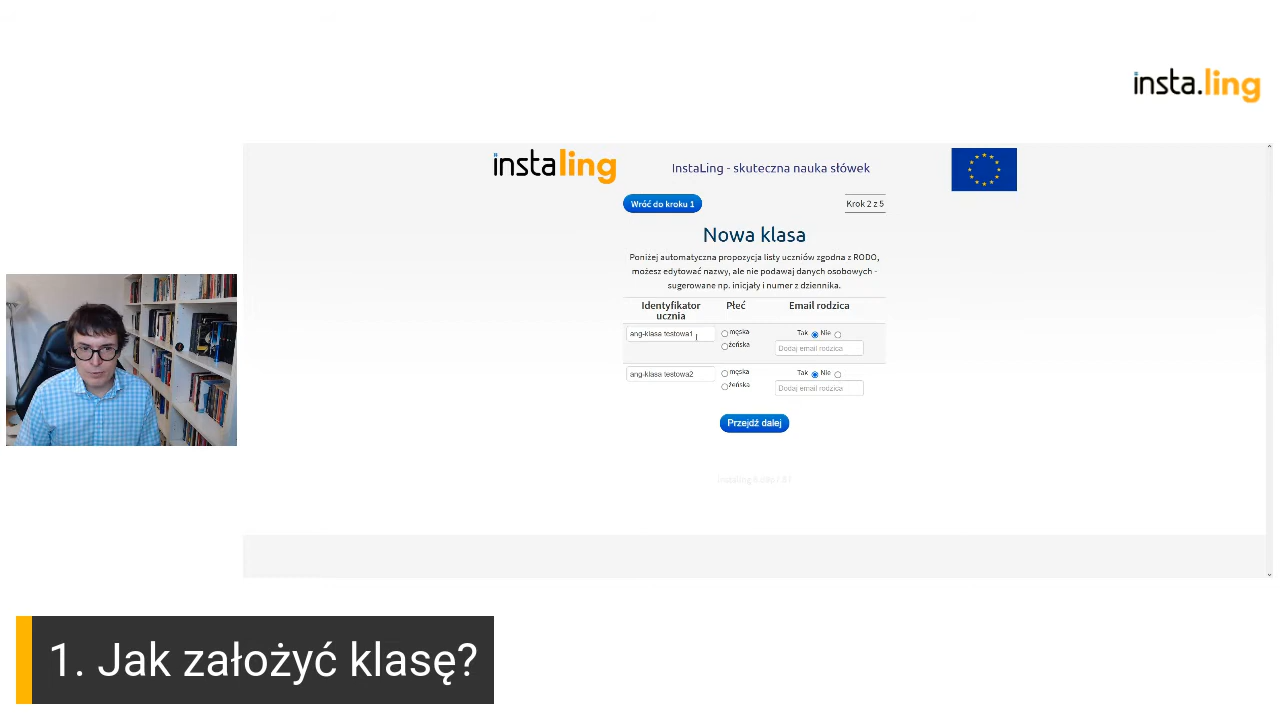 insta.ling
instaling
InstaLing - skuteczna nauka słówek
Wróć do kroku 1
Krok 2 z 5
Nowa klasa
Poniżej automatyczna propozycja listy uczniów zgodna z RODO,
możesz edytować nazwy, ale nie podawaj danych osobowych -
sugerowane np. inicjały i numer z dziennika.
Identyfikator ucznia
Płeć
Email rodzica
ang-klasa testowa1
męska
żeńska
Tak
Nie
Dodaj email rodzica
ang-klasa testowa2
męska
żeńska
Tak
Nie
Dodaj email rodzica
Przejdź dalej
1. Jak założyć klasę?